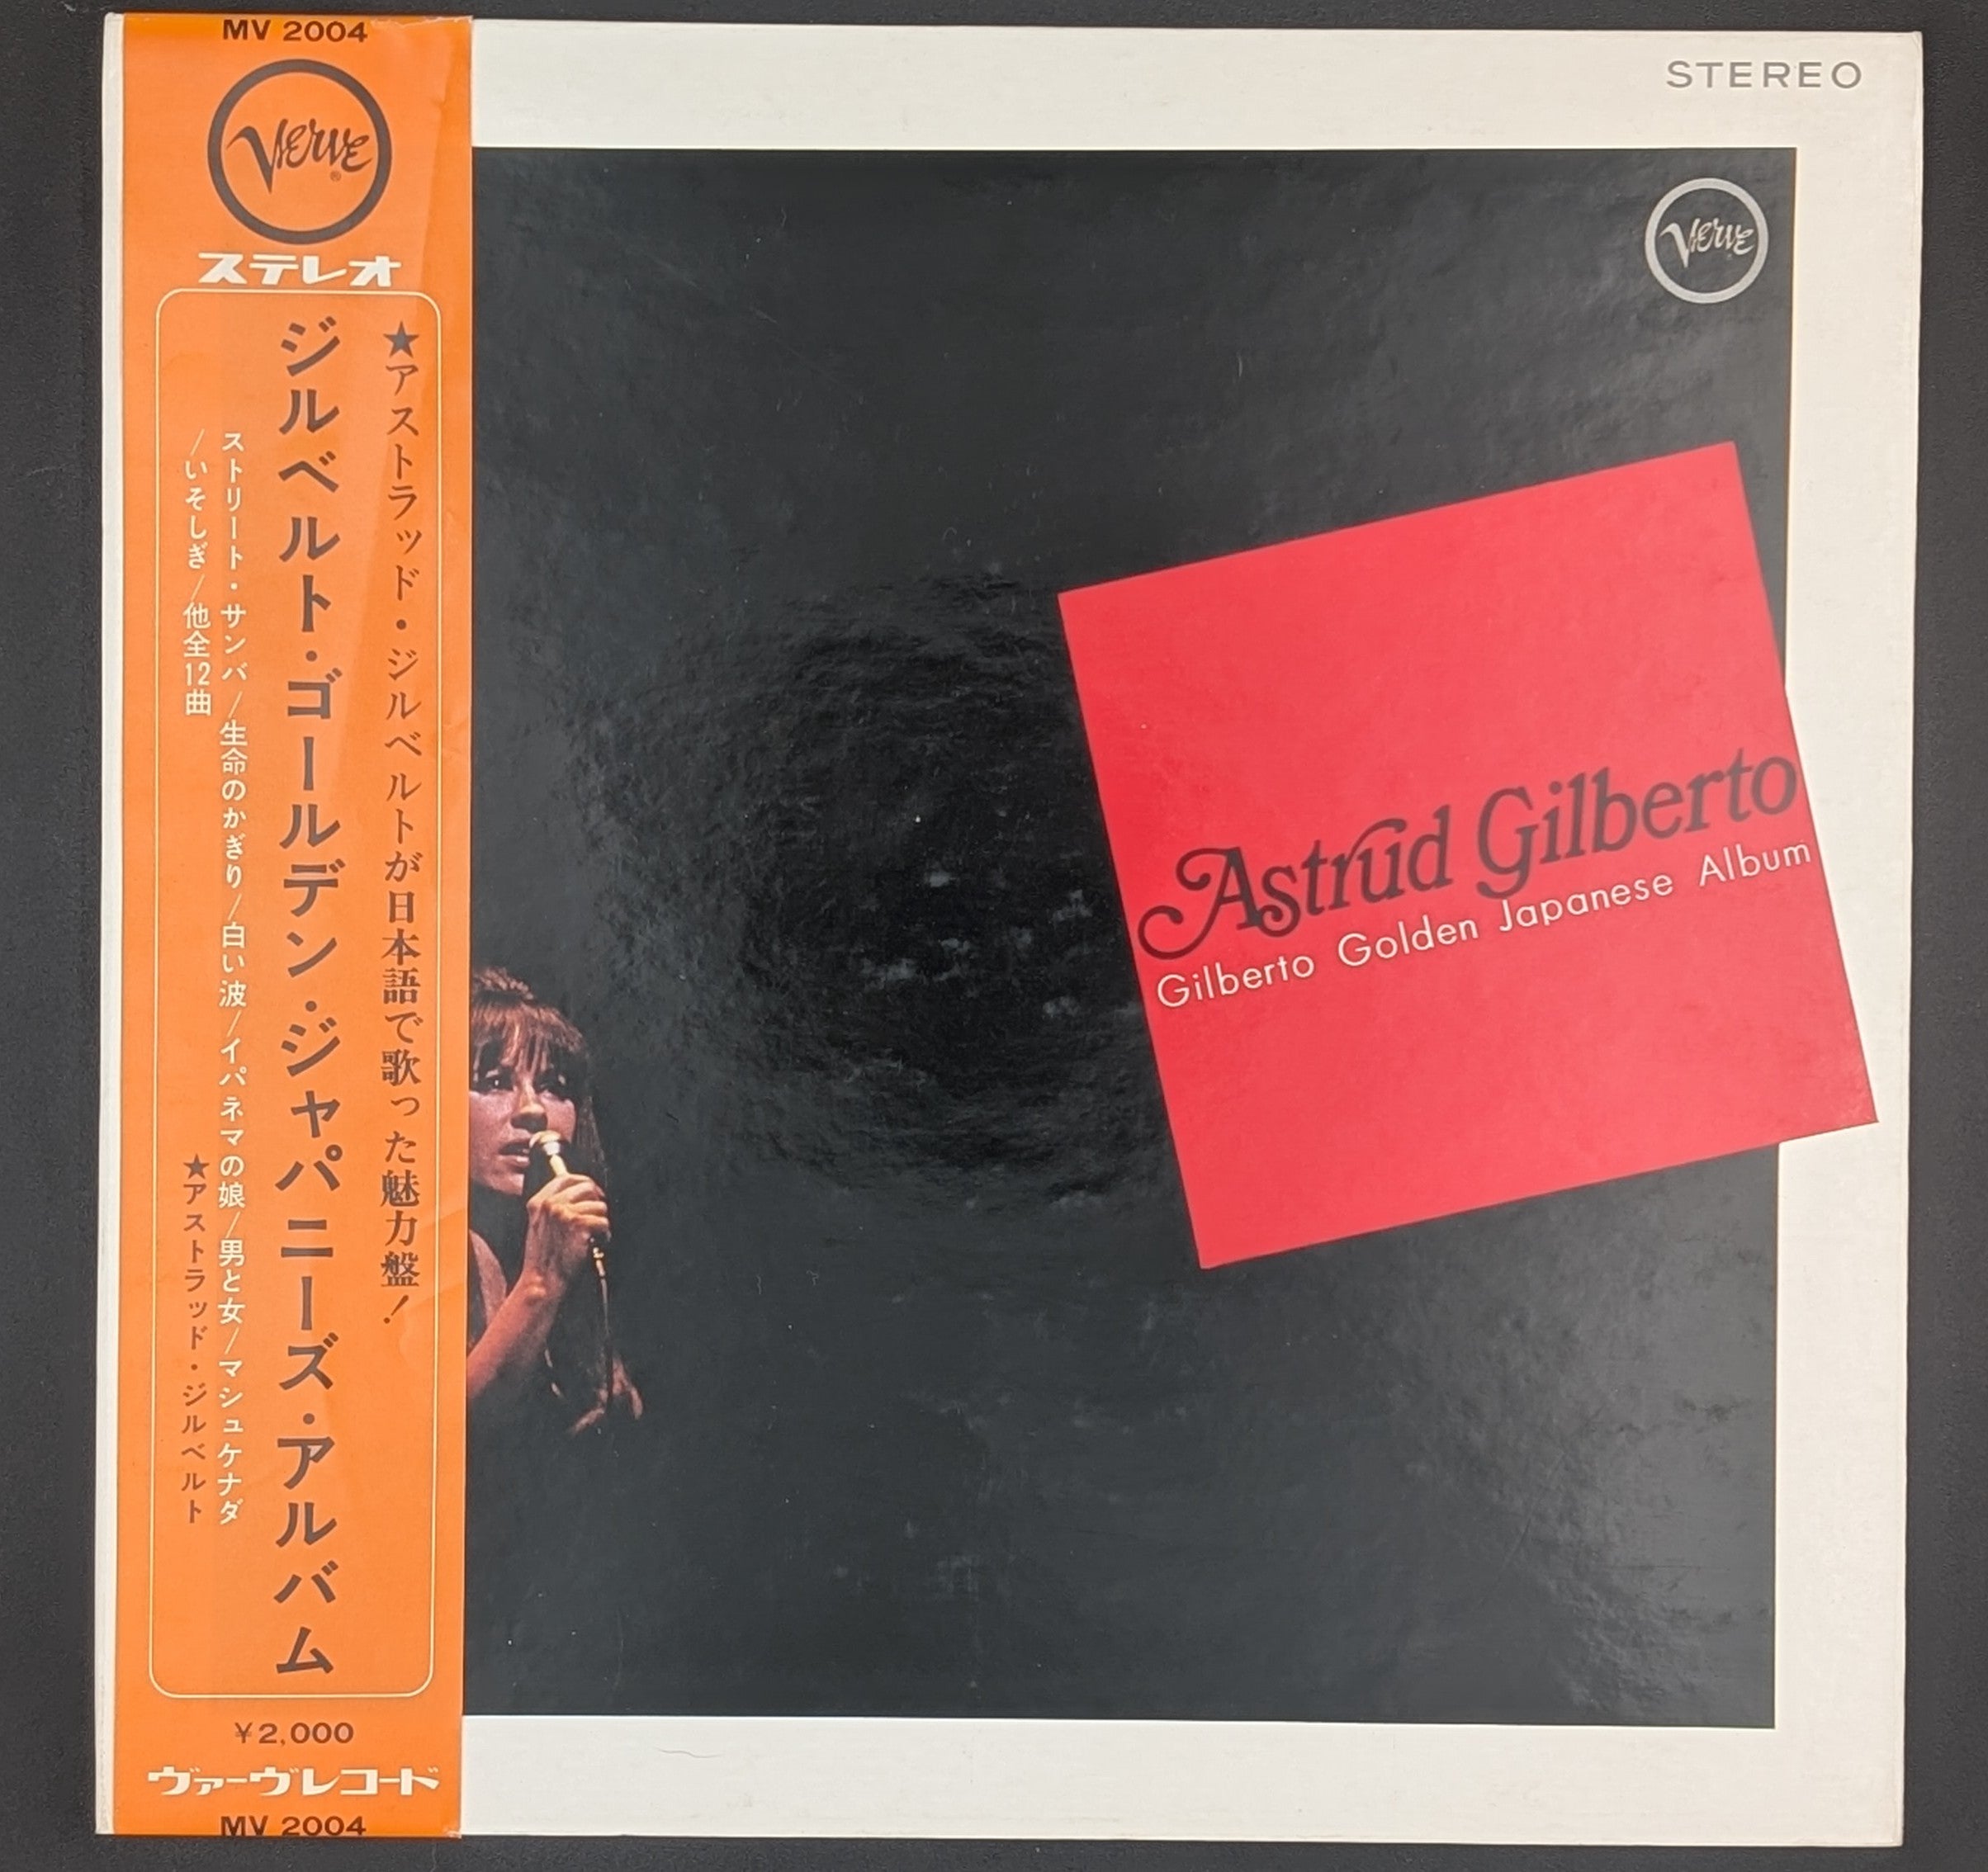 MV 2004
Verve®
ステレオ
★アストラッド・ジルベルトが日本語で歌った魅力盤!
ジルベルト・ゴールデン・ジャパニーズ・アルバム
ストリート・サンバ/生命のかぎり/白い波/イパネマの娘/男と女/マシュケナダ
/いそしぎ/他全12曲
★アストラッド・ジルベルト
¥2,000
ヴァーヴレコード
MV 2004
STEREO
Verve
Astrud Gilberto
Gilberto Golden Japanese Album